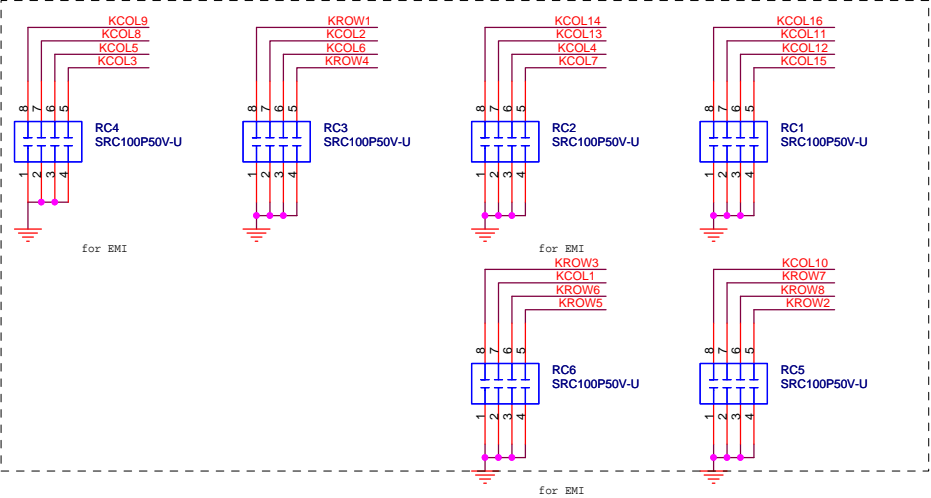 KCOL9
KCOL8
KCOL5
KCOL3
8 7 6 5
RC4
SRC100P50V-U
1 2 3 4
KROW1
KCOL2
KCOL6
KROW4
8 7 6 5
RC3
SRC100P50V-U
1 2 3 4
KCOL14
KCOL13
KCOL4
KCOL7
8 7 6 5
RC2
SRC100P50V-U
1 2 3 4
KCOL16
KCOL11
KCOL12
KCOL15
8 7 6 5
RC1
SRC100P50V-U
1 2 3 4
for EMI
for EMI
KROW3
KCOL1
KROW6
KROW5
8 7 6 5
RC6
SRC100P50V-U
1 2 3 4
KCOL10
KROW7
KROW8
KROW2
8 7 6 5
RC5
SRC100P50V-U
1 2 3 4
for EMI